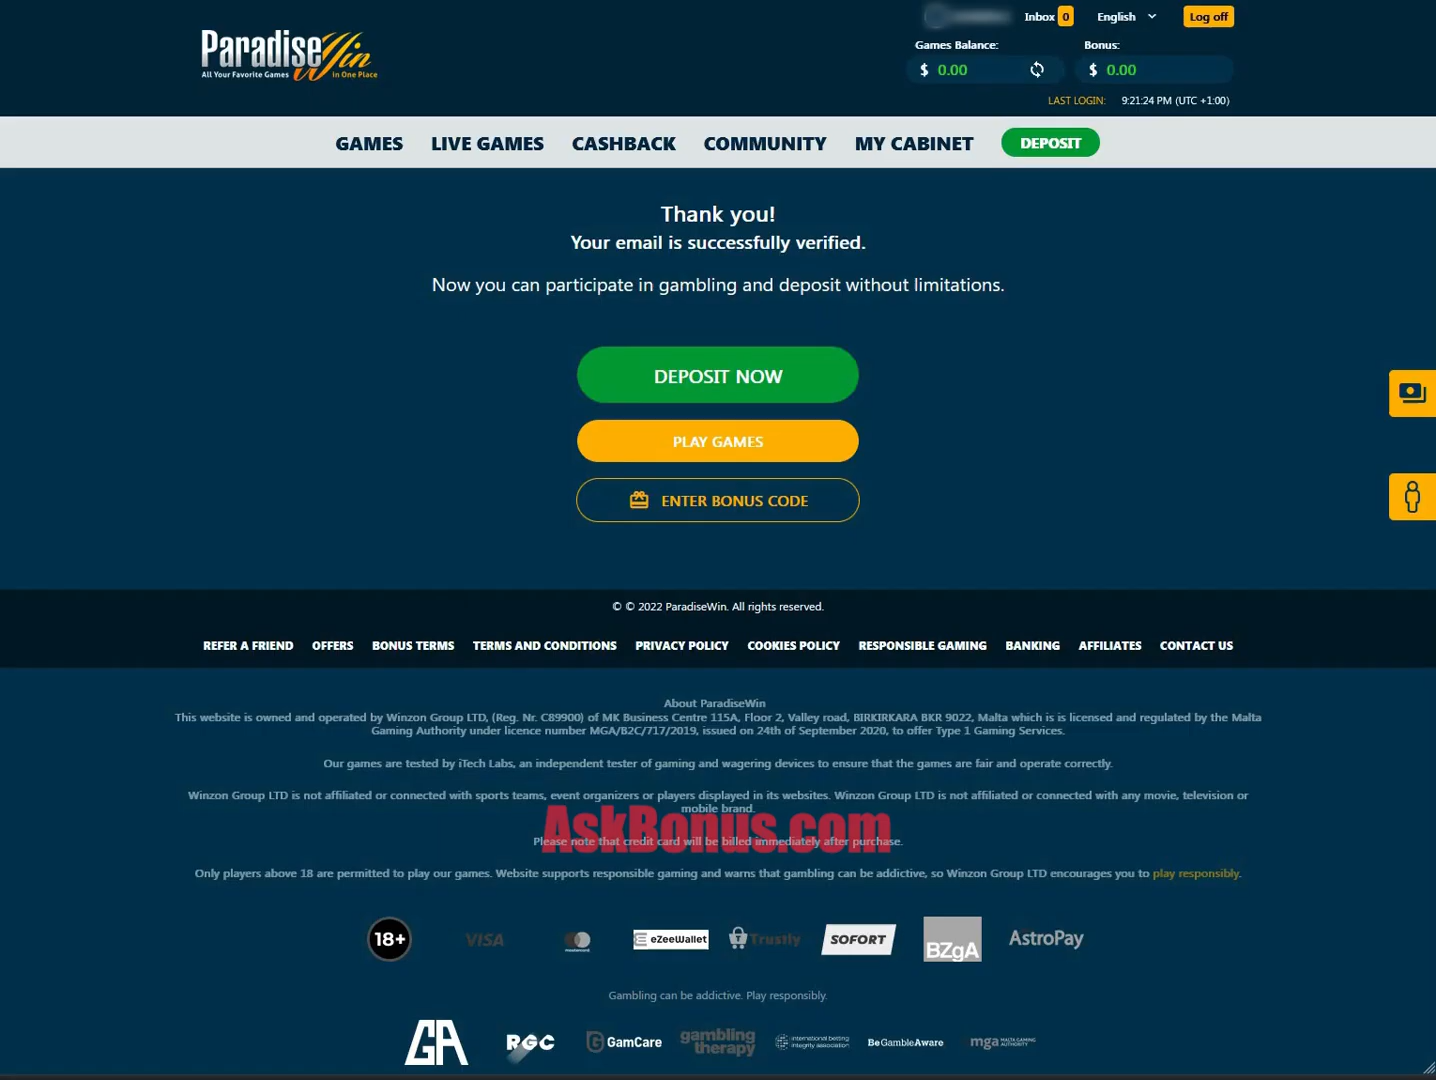 Inbox 0 English Log off
ParadiseWin
All Your Favorite Games In One Place
Games Balance: Bonus:
$ 0.00 $ 0.00
LAST LOGIN: 9:21:24 PM (UTC +1:00)
GAMES LIVE GAMES CASHBACK COMMUNITY MY CABINET DEPOSIT
Thank you!
Your email is successfully verified.
Now you can participate in gambling and deposit without limitations.
DEPOSIT NOW
PLAY GAMES
ENTER BONUS CODE
© © 2022 ParadiseWin. All rights reserved.
REFER A FRIEND OFFERS BONUS TERMS TERMS AND CONDITIONS PRIVACY POLICY COOKIES POLICY RESPONSIBLE GAMING BANKING AFFILIATES CONTACT US
About ParadiseWin
This website is owned and operated by Winzon Group LTD, (Reg. Nr. C89900) of MK Business Centre 115A, Floor 2, Valley road, BIRKIRKARA BKR 9022, Malta which is is licensed and regulated by the Malta
Gaming Authority under licence number MGA/B2C/717/2019, issued on 24th of September 2020, to offer Type 1 Gaming Services.
Our games are tested by iTech Labs, an independent tester of gaming and wagering devices to ensure that the games are fair and operate correctly.
Winzon Group LTD is not affiliated or connected with sports teams, event organizers or players displayed in its websites. Winzon Group LTD is not affiliated or connected with any movie, television or
mobile brand.
AskBonus.com
Please note that credit card will be billed immediately after purchase.
Only players above 18 are permitted to play our games. Website supports responsible gaming and warns that gambling can be addictive, so Winzon Group LTD encourages you to play responsibly.
18+ VISA mastercard eZeeWallet Trustly SOFORT BZgA AstroPay
Gambling can be addictive. Play responsibly.
GA RGC GamCare gambling therapy international betting integrity association BeGambleAware mga MALTA GAMING AUTHORITY